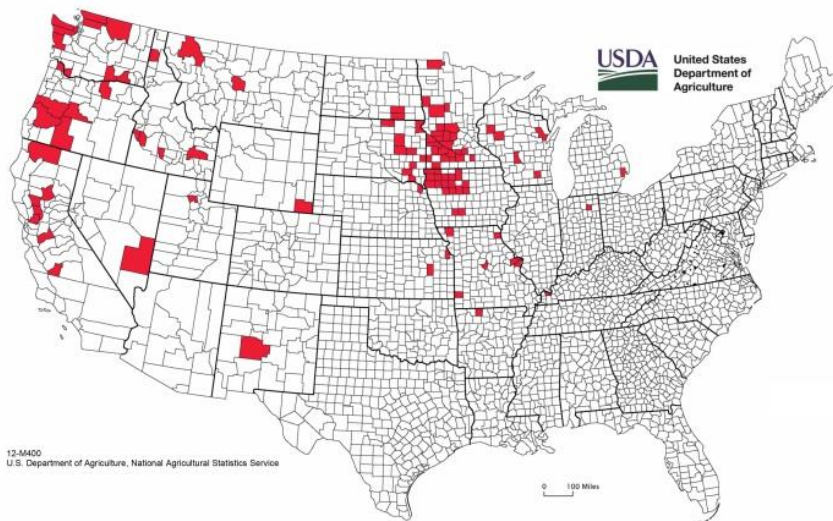 USDA
United States
Department of
Agriculture
12-M400
U.S. Department of Agriculture, National Agricultural Statistics Service
0 100 Miles